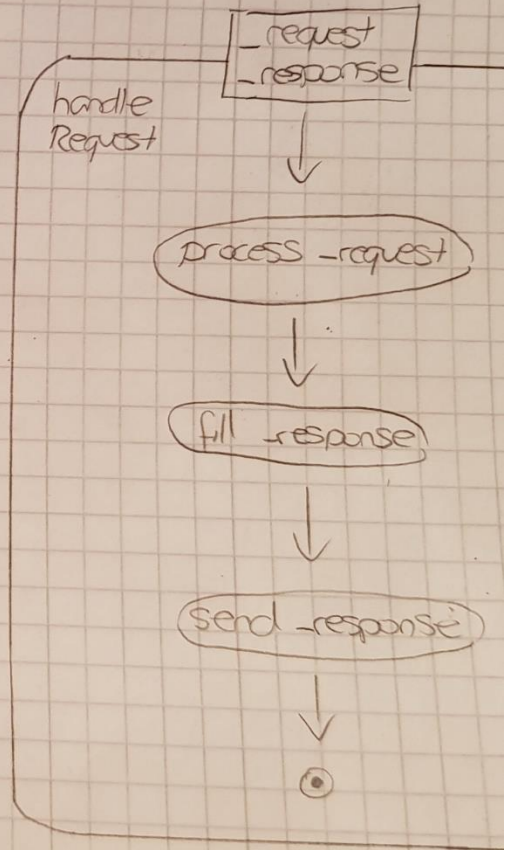 _request
_response
handle
Request
process _request
fill _response
send _response